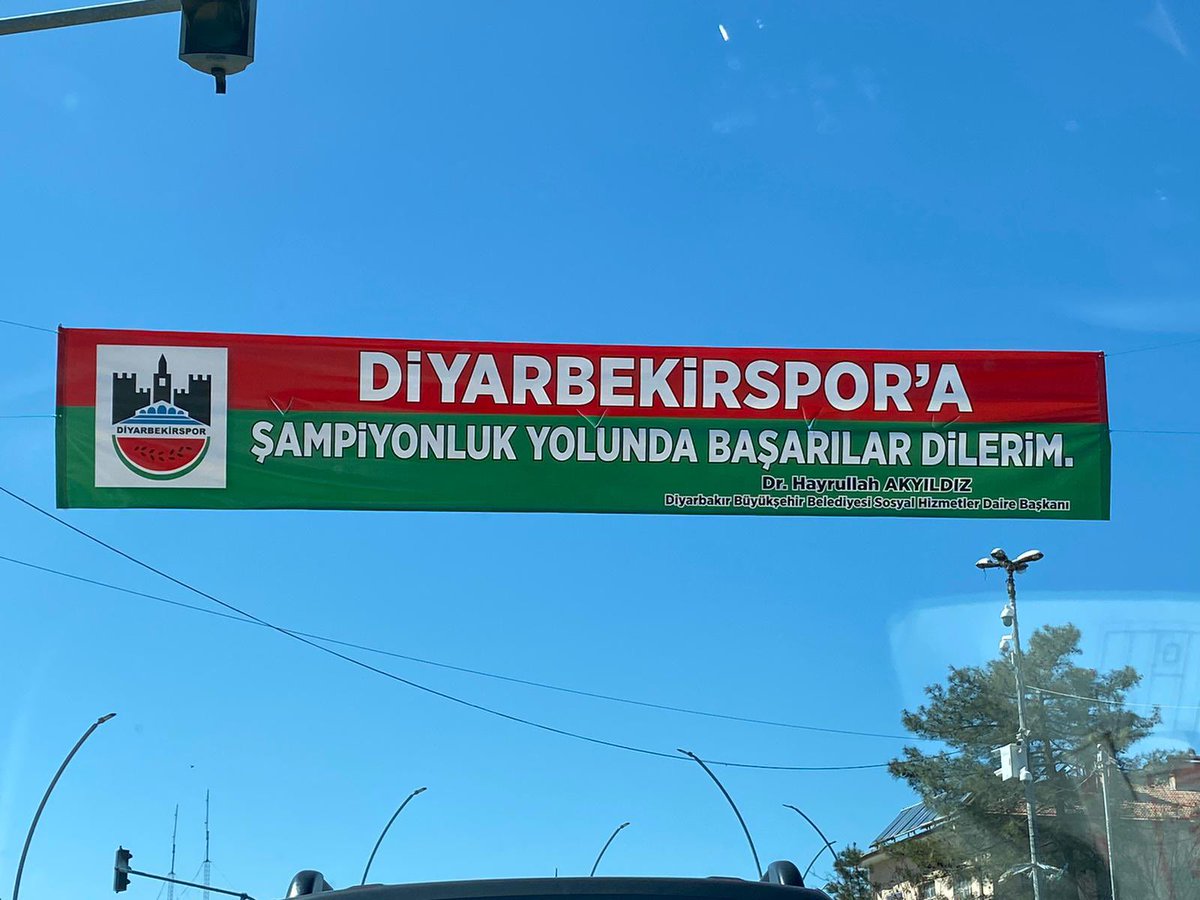 DİYARBEKİRSPOR'A
DİYARBEKİRSPOR
ŞAMPİYONLUK YOLUNDA BAŞARILAR DİLERİM.
Dr. Hayrullah AKYILDIZ
Diyarbakır Büyükşehir Belediyesi Sosyal Hizmetler Daire Başkanı